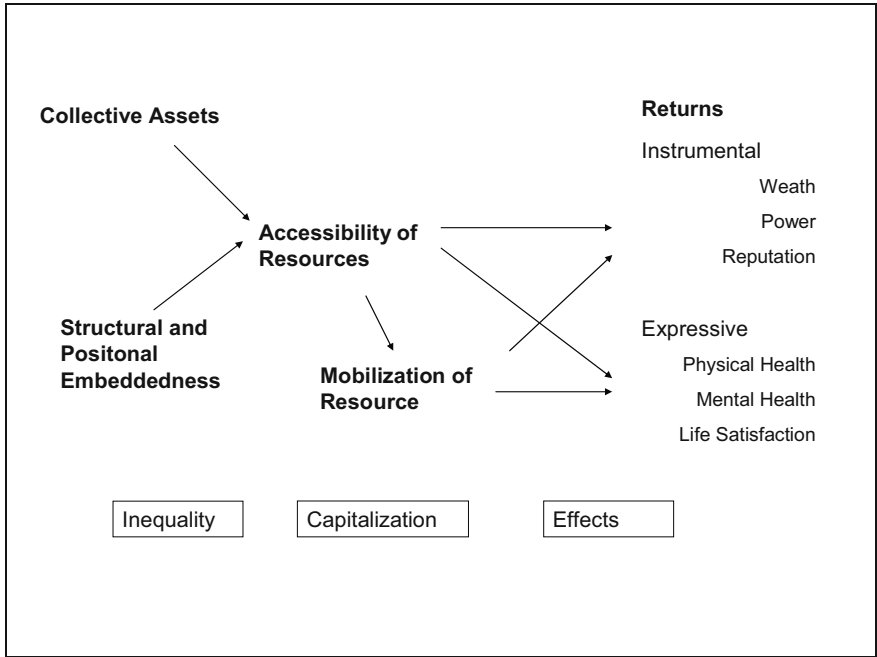 Collective Assets
Structural and
Positonal
Embeddedness
Accessibility of
Resources
Mobilization of
Resource
Returns
Instrumental
Weath
Power
Reputation
Expressive
Physical Health
Mental Health
Life Satisfaction
Inequality
Capitalization
Effects